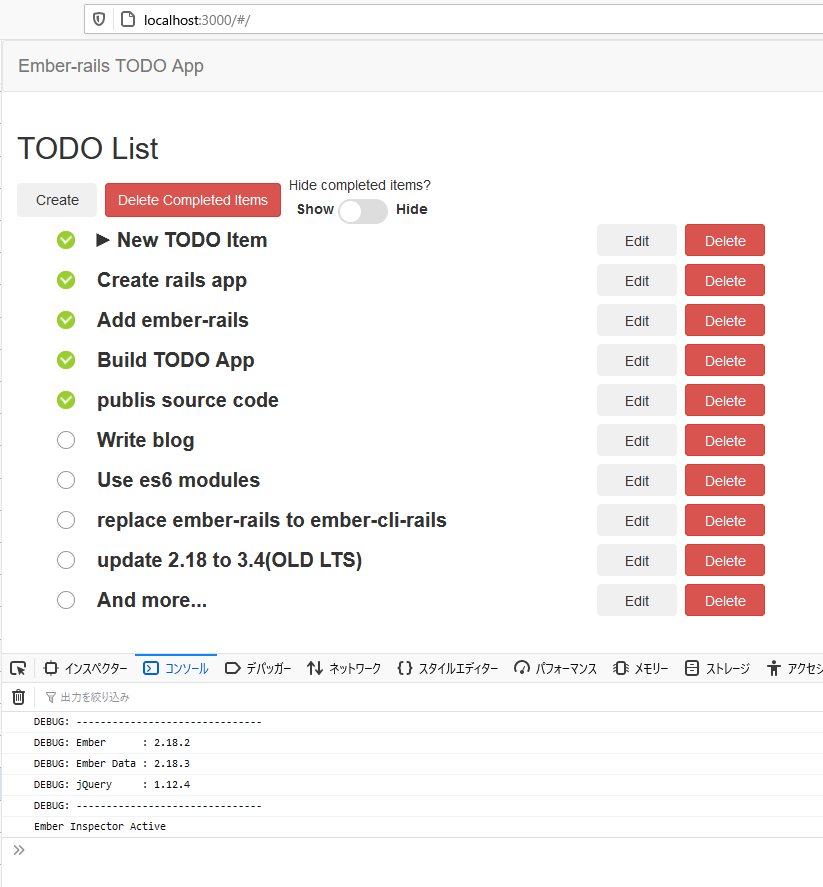 localhost:3000/#/
Ember-rails TODO App
TODO List
Create
Delete Completed Items
Hide completed items?
Show
Hide
▶ New TODO Item Edit Delete
Create rails app Edit Delete
Add ember-rails Edit Delete
Build TODO App Edit Delete
publis source code Edit Delete
Write blog Edit Delete
Use es6 modules Edit Delete
replace ember-rails to ember-cli-rails Edit Delete
update 2.18 to 3.4(OLD LTS) Edit Delete
And more... Edit Delete
インスペクター コンソール デバッガー ネットワーク スタイルエディター パフォーマンス メモリー ストレージ アクセシ
出力を絞り込み
DEBUG: -------------------------------
DEBUG: Ember      : 2.18.2
DEBUG: Ember Data : 2.18.3
DEBUG: jQuery     : 1.12.4
DEBUG: -------------------------------
Ember Inspector Active